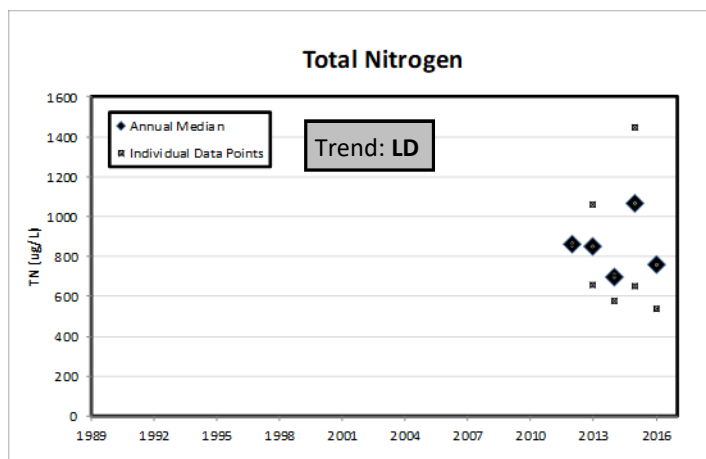 Total Nitrogen
1600
1400
1200
1000
800
600
400
200
0
TN (ug/L)
Annual Median
Individual Data Points
Trend: LD
1989 1992 1995 1998 2001 2004 2007 2010 2013 2016